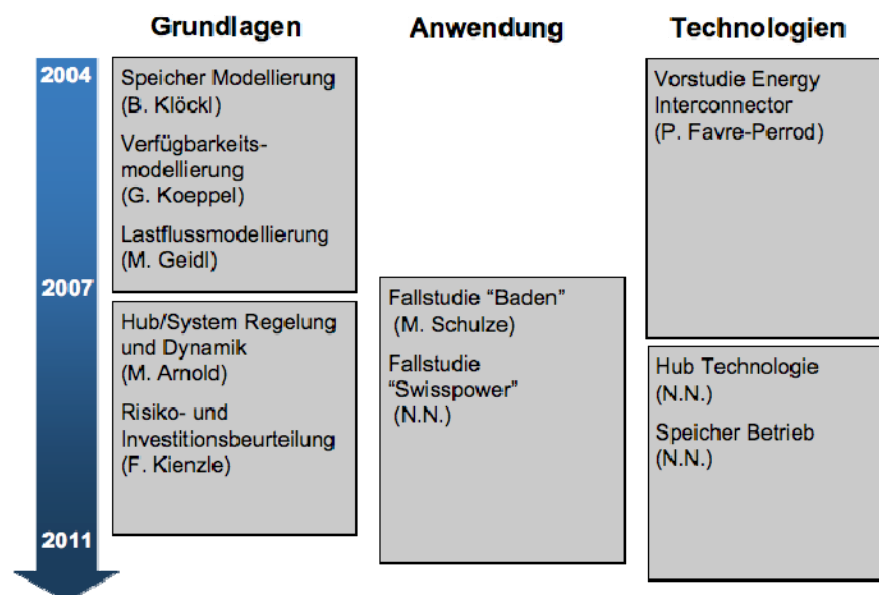 Grundlagen
Anwendung
Technologien
2004
Speicher Modellierung
(B. Klöckl)
Verfügbarkeits-
modellierung
(G. Koeppel)
Lastflussmodellierung
(M. Geidl)
Vorstudie Energy
Interconnector
(P. Favre-Perrod)
2007
Hub/System Regelung
und Dynamik
(M. Arnold)
Risiko- und
Investitionsbeurteilung
(F. Kienzle)
Fallstudie “Baden”
(M. Schulze)
Fallstudie
“Swisspower”
(N.N.)
Hub Technologie
(N.N.)
Speicher Betrieb
(N.N.)
2011